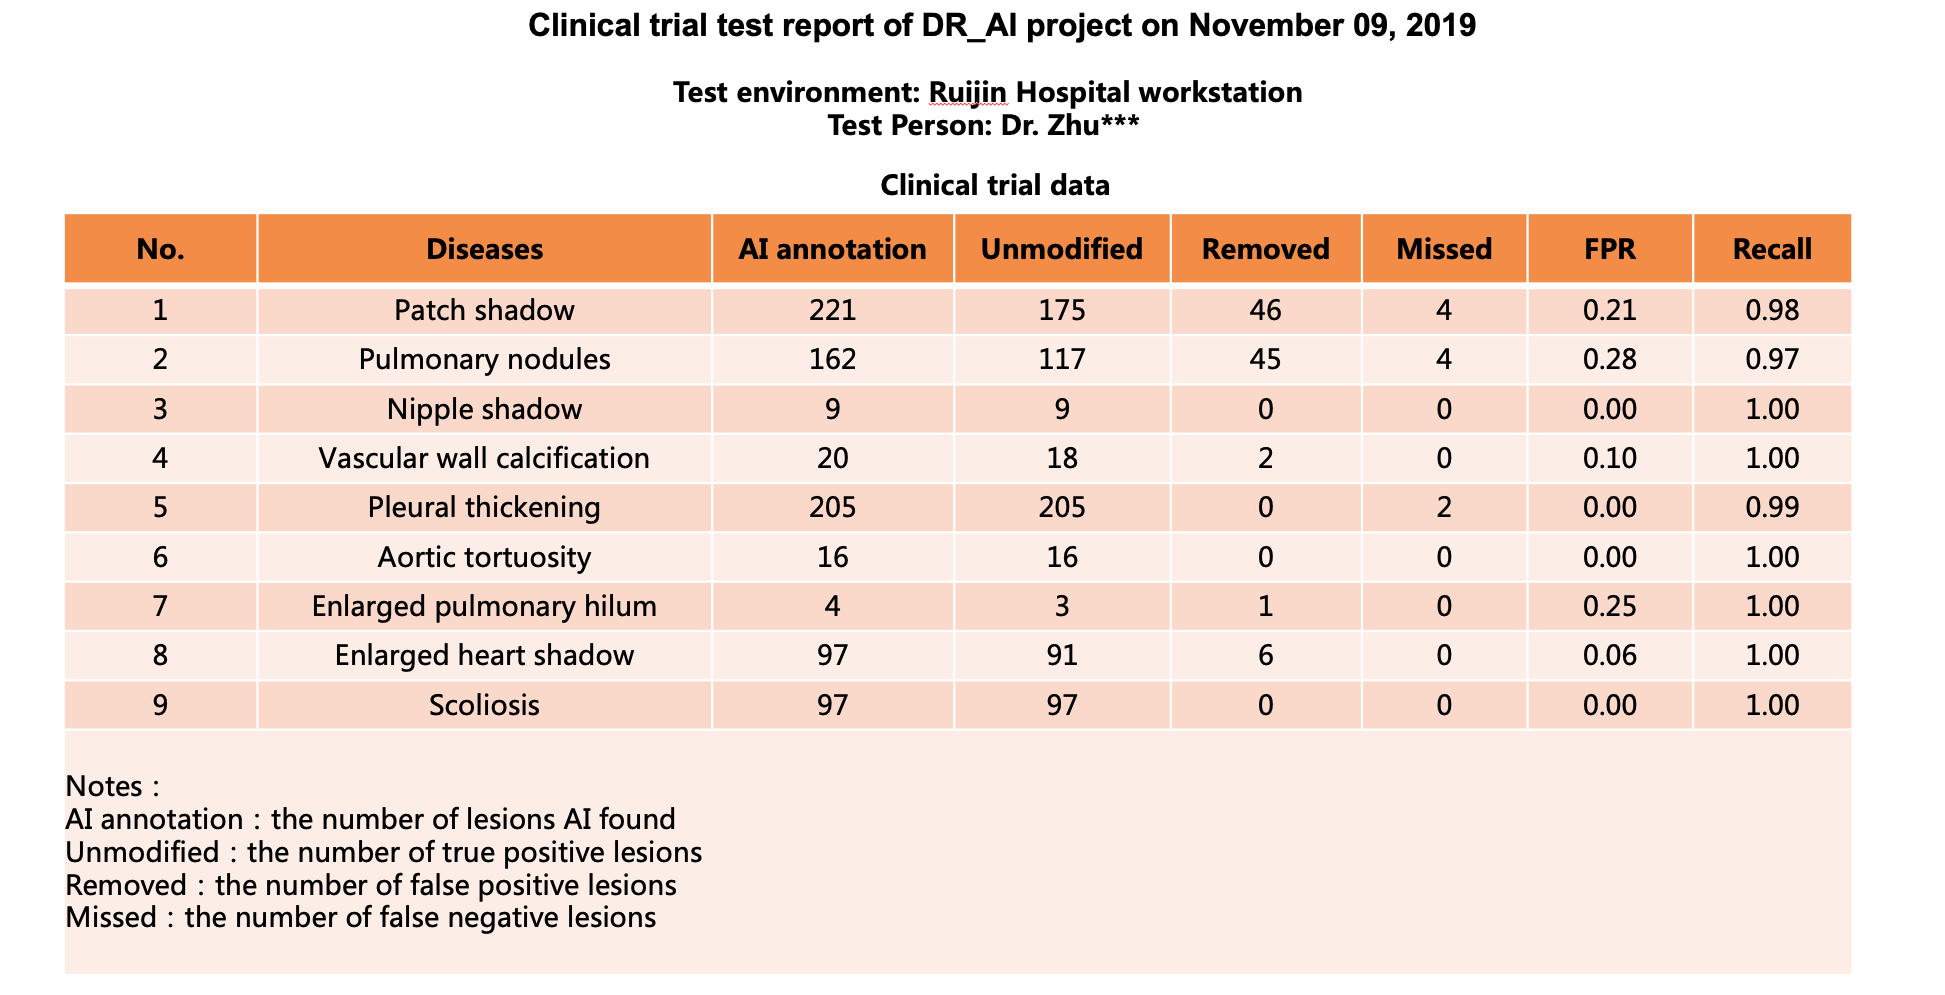 Clinical trial test report of DR_AI project on November 09, 2019
Test environment: Ruijin Hospital workstation
Test Person: Dr. Zhu***
Clinical trial data
No. Diseases AI annotation Unmodified Removed Missed FPR Recall
1 Patch shadow 221 175 46 4 0.21 0.98
2 Pulmonary nodules 162 117 45 4 0.28 0.97
3 Nipple shadow 9 9 0 0 0.00 1.00
4 Vascular wall calcification 20 18 2 0 0.10 1.00
5 Pleural thickening 205 205 0 2 0.00 0.99
6 Aortic tortuosity 16 16 0 0 0.00 1.00
7 Enlarged pulmonary hilum 4 3 1 0 0.25 1.00
8 Enlarged heart shadow 97 91 6 0 0.06 1.00
9 Scoliosis 97 97 0 0 0.00 1.00
Notes :
AI annotation : the number of lesions AI found
Unmodified : the number of true positive lesions
Removed : the number of false positive lesions
Missed : the number of false negative lesions